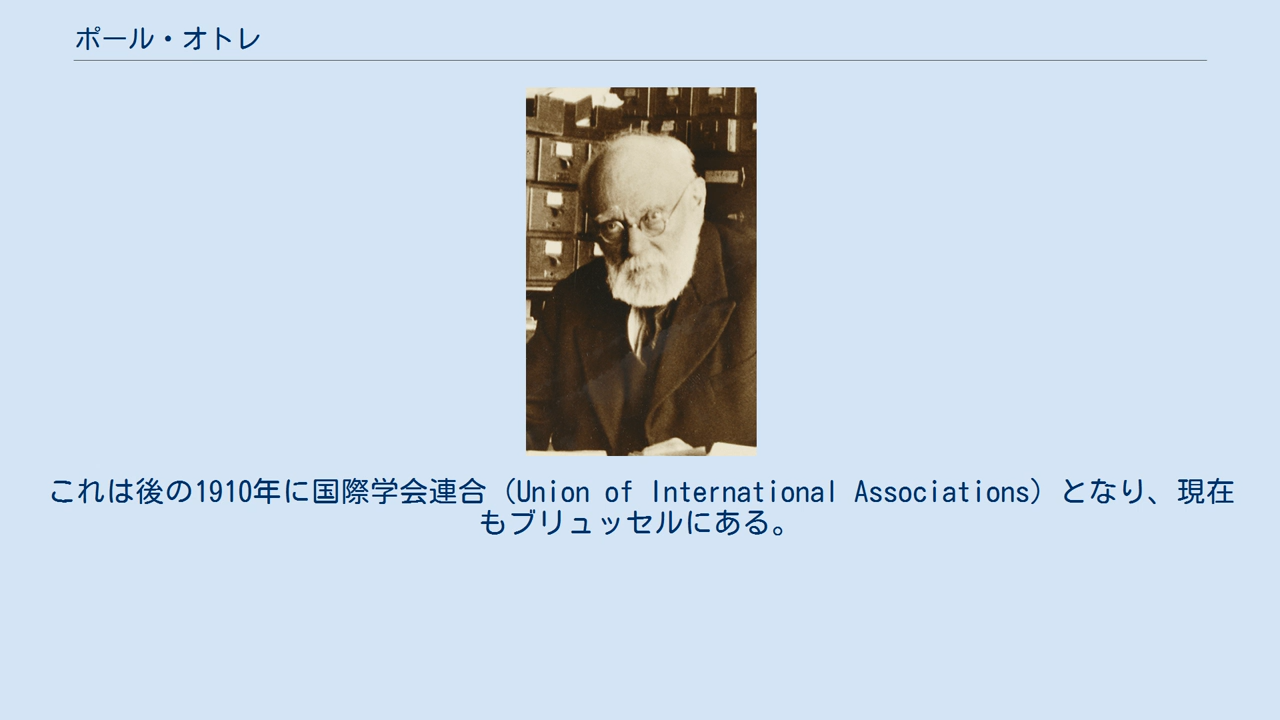 ポール・オトレ
これは後の1910年に国際学会連合（Union of International Associations）となり、現在
もブリュッセルにある。